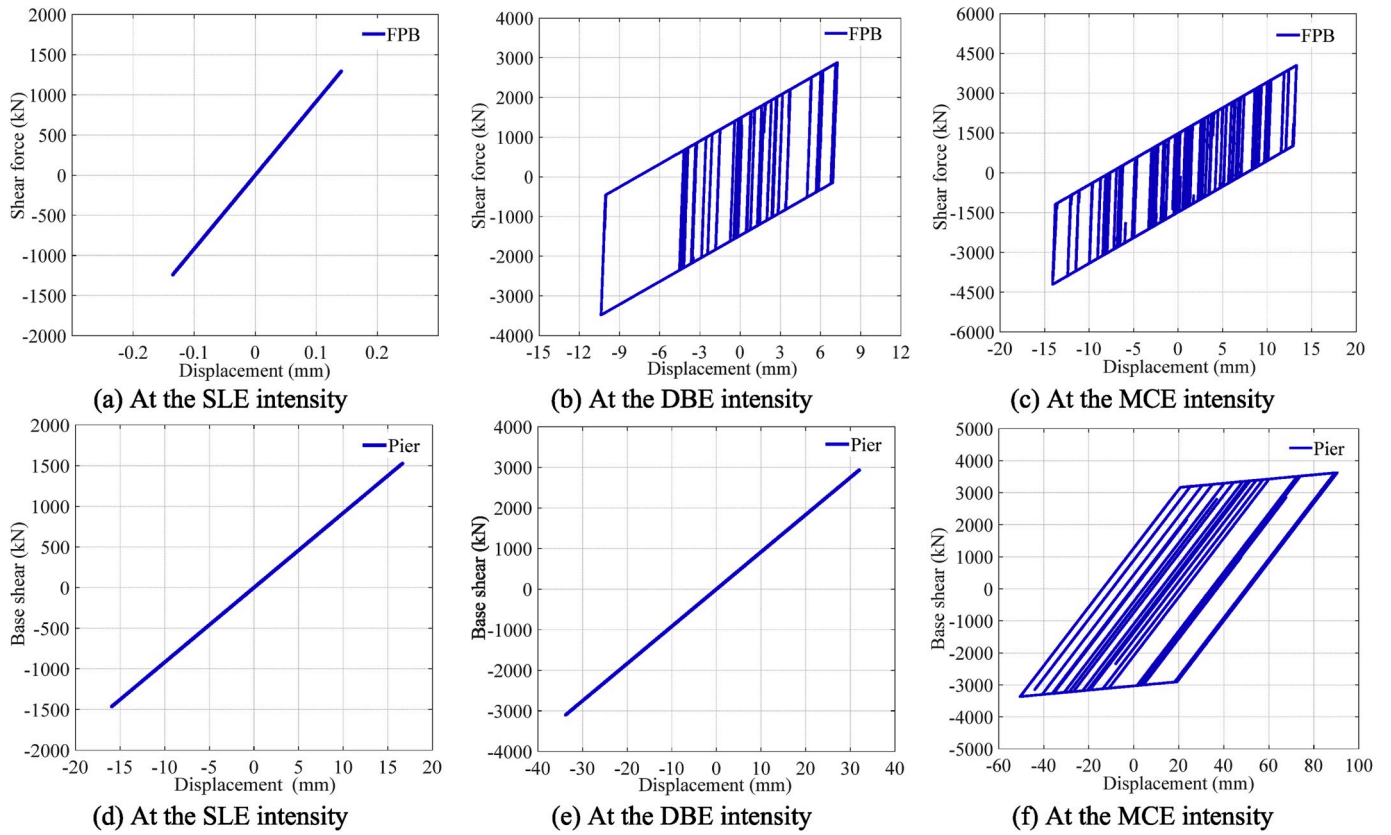 2000
1500
1000
500
0
-500
-1000
-1500
2000
Shear force (kN)
FPB
-0.2 -0.1 0 0.1 0.2
Displacement (mm)
(a) At the SLE intensity
4000
3000
2000
1000
0
-1000
-2000
-3000
-4000
Shear force (kN)
FPB
-15 -12 -9 -6 -3 0 3 6 9 12
Displacement (mm)
(b) At the DBE intensity
6000
4500
3000
1500
0
-1500
-3000
-4500
-6000
Shear force (kN)
FPB
-20 -15 -10 -5 0 5 10 15 20
Displacement (mm)
(c) At the MCE intensity
2000
1500
1000
500
0
-500
-1000
-1500
-2000
Base shear (kN)
Pier
-20 -15 -10 -5 0 5 10 15 20
Displacement (mm)
(d) At the SLE intensity
4000
3000
2000
1000
0
-1000
-2000
-3000
-4000
Base shear (kN)
Pier
-40 -30 -20 -10 0 10 20 30 40
Displacement (mm)
(e) At the DBE intensity
5000
4000
3000
2000
1000
0
-1000
-2000
-3000
-4000
-5000
Base shear (kN)
Pier
-60 -40 -20 0 20 40 60 80 100
Displacement (mm)
(f) At the MCE intensity